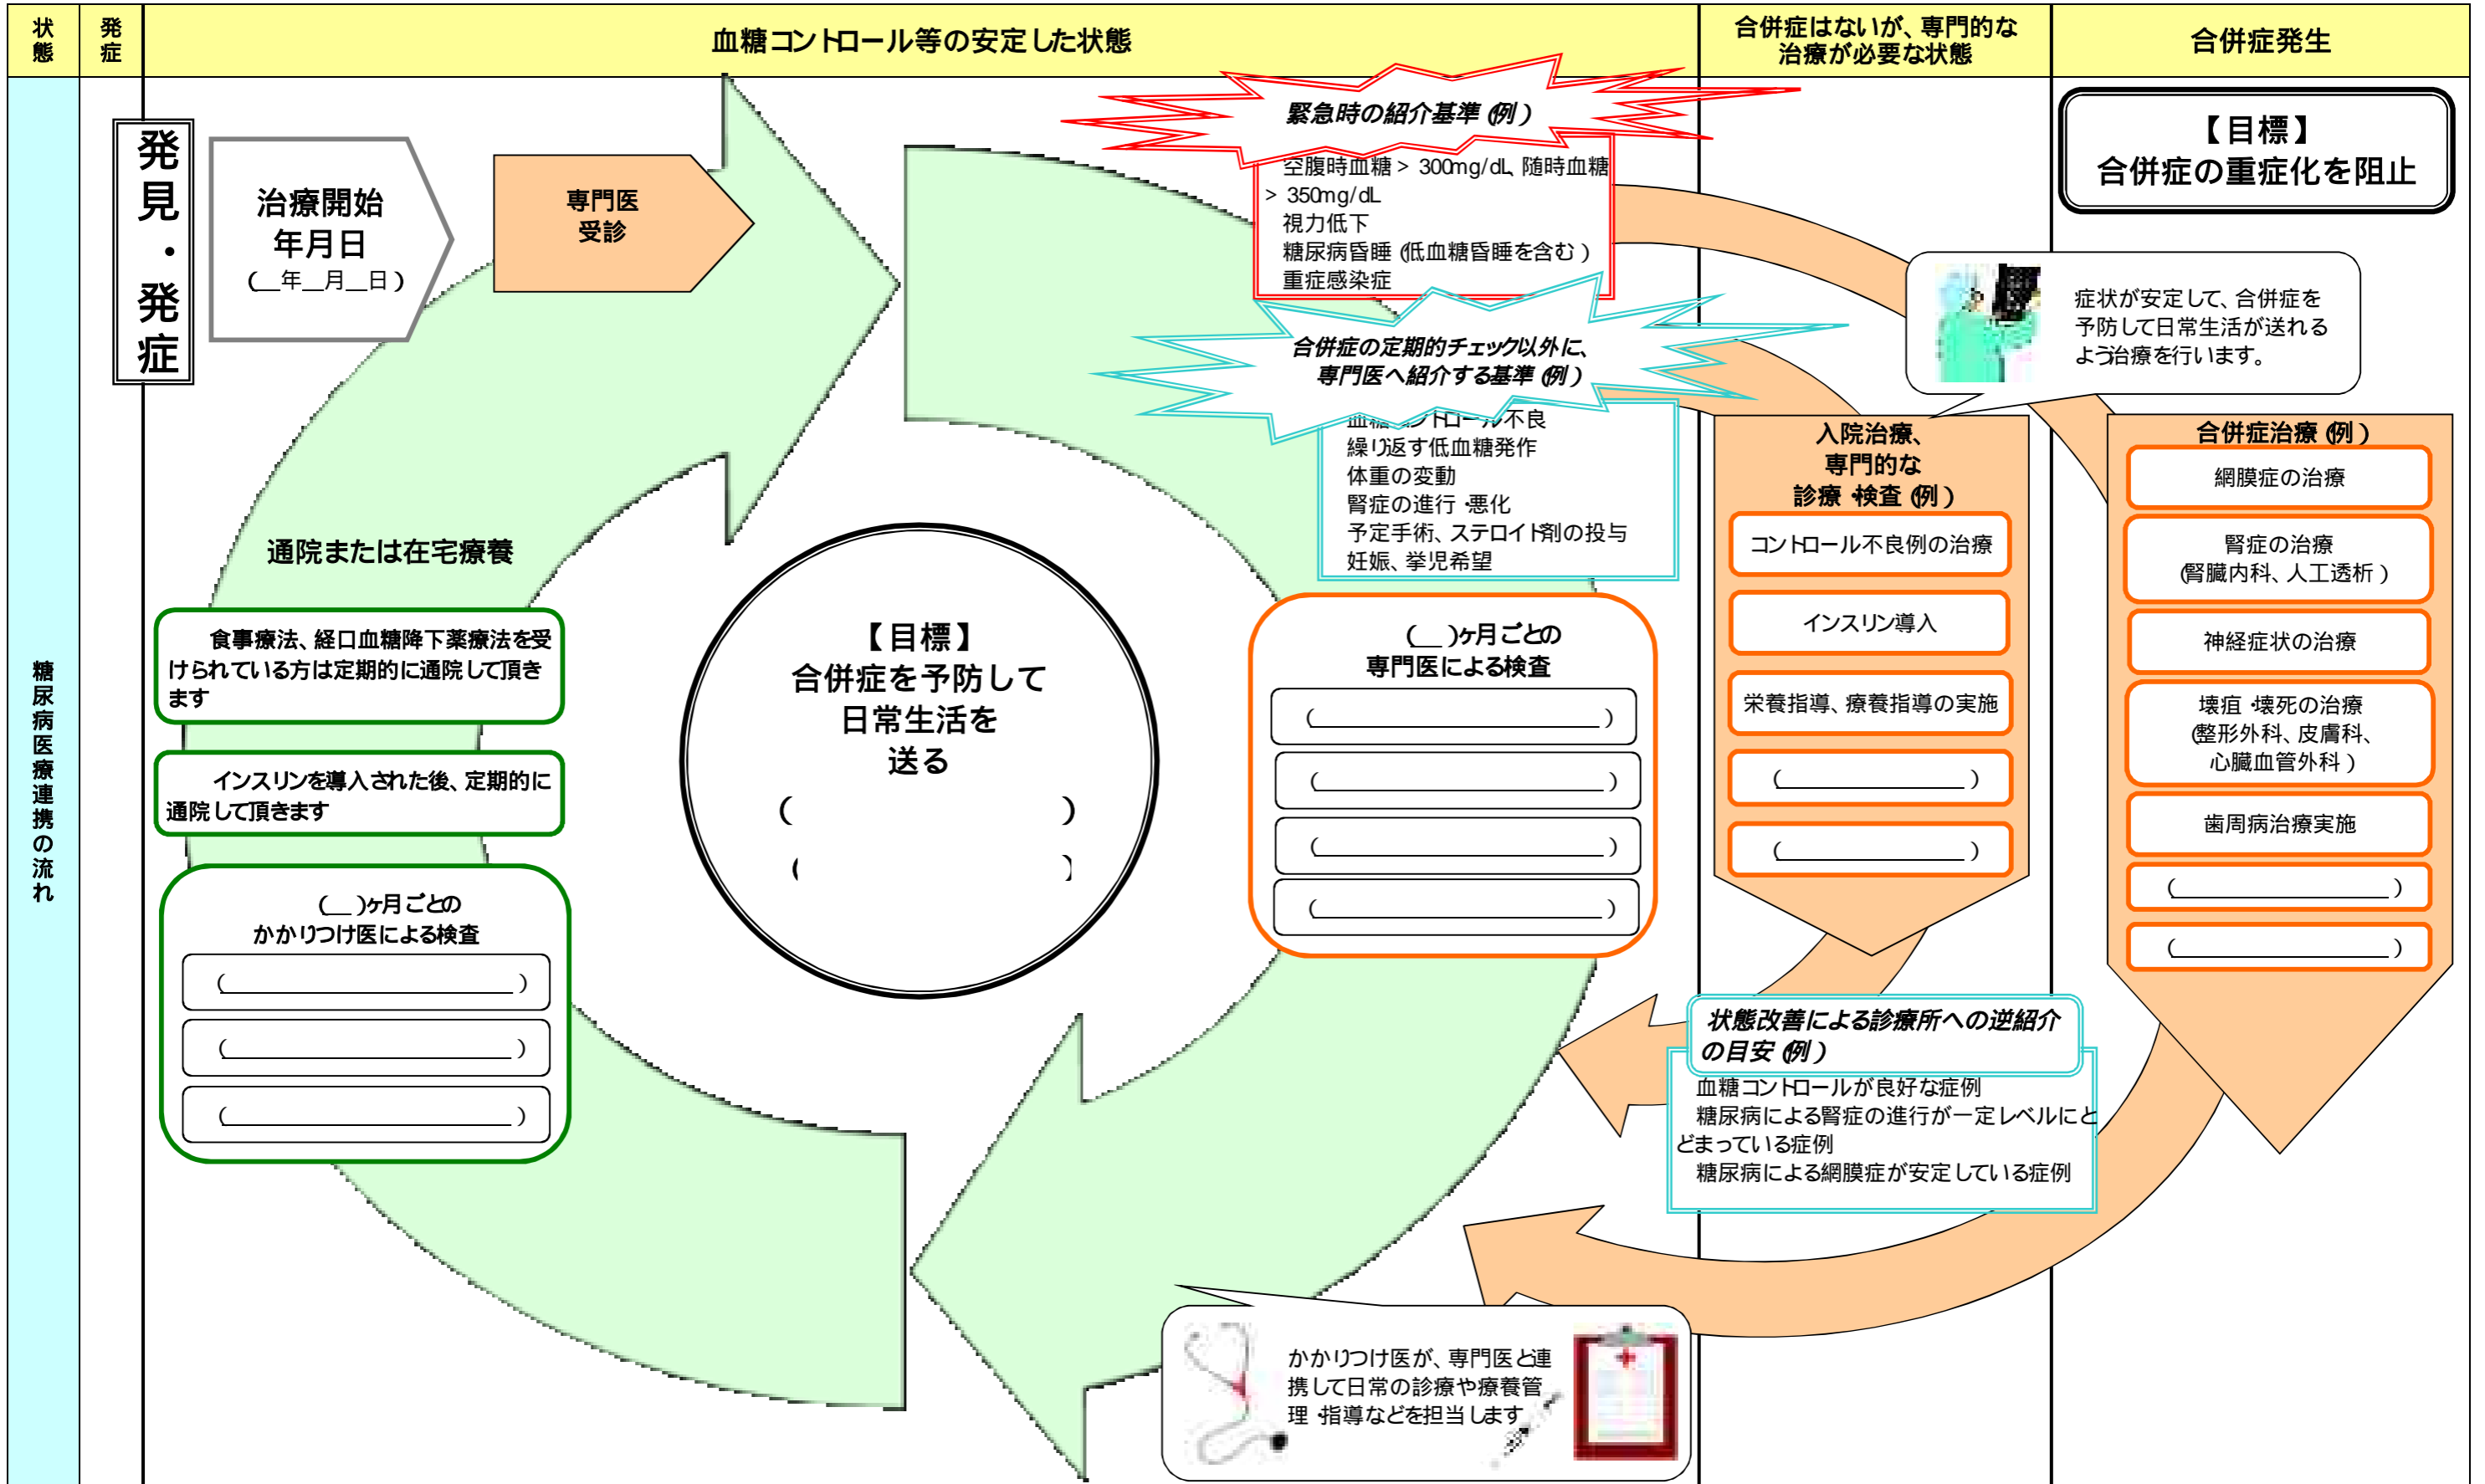 状態
発症
血糖コントロール等の安定した状態
合併症はないが、専門的な
治療が必要な状態
合併症発生
糖尿病医療連携の流れ
発見・発症
治療開始
年月日
(__年__月__日)
専門医
受診
緊急時の紹介基準(例)
空腹時血糖 > 300mg/dL、随時血糖
> 350mg/dL
視力低下
糖尿病昏睡(低血糖昏睡を含む)
重症感染症
合併症の定期的チェック以外に、
専門医へ紹介する基準(例)
血糖コントロール不良
繰り返す低血糖発作
体重の変動
腎症の進行・悪化
予定手術、ステロイド剤の投与
妊娠、挙児希望
【目標】
合併症の重症化を阻止
症状が安定して、合併症を
予防して日常生活が送れる
よう治療を行います。
通院または在宅療養
食事療法、経口血糖降下薬療法を受
けられている方は定期的に通院して頂き
ます
インスリンを導入された後、定期的に
通院して頂きます
(__)ヶ月ごとの
かかりつけ医による検査
(____________________)
(____________________)
(____________________)
【目標】
合併症を予防して
日常生活を
送る
( )
( )
(__)ヶ月ごとの
専門医による検査
(____________________)
(____________________)
(____________________)
(____________________)
入院治療、
専門的な
診療・検査(例)
コントロール不良例の治療
インスリン導入
栄養指導、療養指導の実施
(_____________)
(_____________)
合併症治療(例)
網膜症の治療
腎症の治療
(腎臓内科、人工透析)
神経症状の治療
壊疽・壊死の治療
(整形外科、皮膚科、
心臓血管外科)
歯周病治療実施
(_______________)
(_______________)
状態改善による診療所への逆紹介
の目安(例)
血糖コントロールが良好な症例
糖尿病による腎症の進行が一定レベルにと
どまっている症例
糖尿病による網膜症が安定している症例
かかりつけ医が、専門医と連
携して日常の診療や療養管
理・指導などを担当します